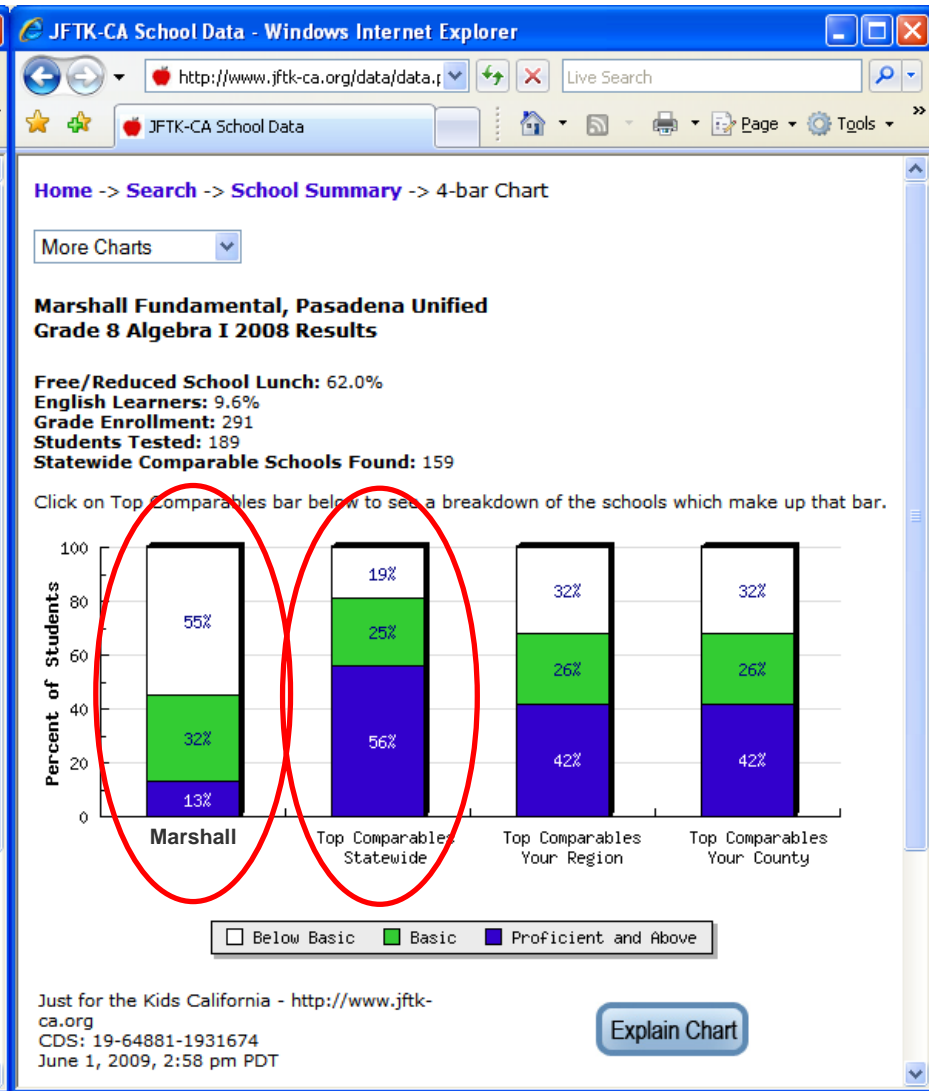 JFTK-CA School Data - Windows Internet Explorer
http://www.jftk-ca.org/data/data.p
Live Search
JFTK-CA School Data
Page
Tools
»
Home -> Search -> School Summary -> 4-bar Chart
More Charts
Marshall Fundamental, Pasadena Unified
Grade 8 Algebra I 2008 Results
Free/Reduced School Lunch: 62.0%
English Learners: 9.6%
Grade Enrollment: 291
Students Tested: 189
Statewide Comparable Schools Found: 159
Click on Top Comparables bar below to see a breakdown of the schools which make up that bar.
Percent of Students
100
80
60
40
20
0
55%
32%
13%
19%
25%
56%
32%
26%
42%
32%
26%
42%
Marshall
Top Comparables
Statewide
Top Comparables
Your Region
Top Comparables
Your County
Below Basic
Basic
Proficient and Above
Just for the Kids California - http://www.jftk-
ca.org
CDS: 19-64881-1931674
June 1, 2009, 2:58 pm PDT
Explain Chart